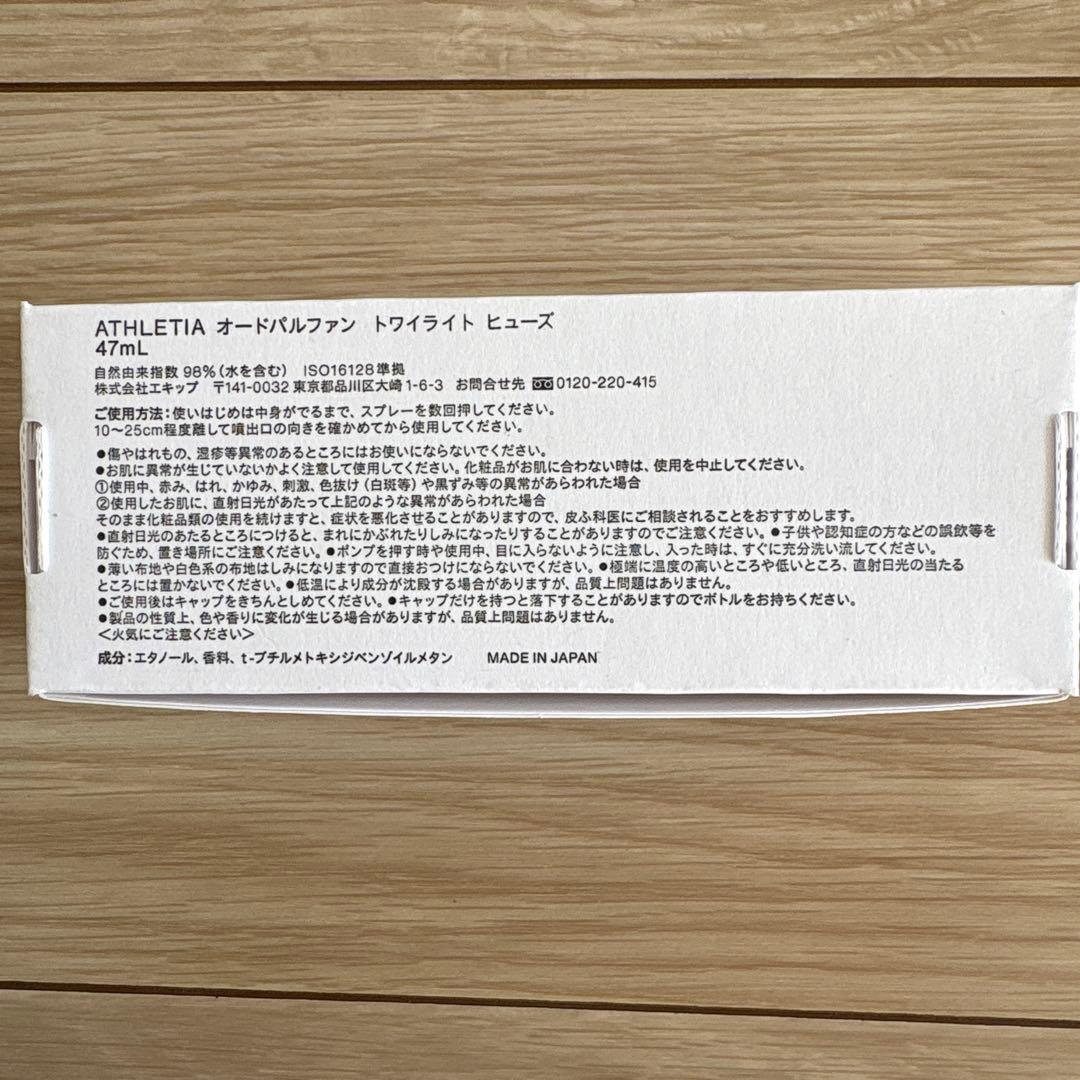 ATHLETIA オードパルファン トワイライト ヒューズ
47mL
自然由来指数 98%(水を含む) ISO16128準拠
株式会社エキップ 〒141-0032 東京都品川区大崎1-6-3 お問合せ先 0120-220-415
ご使用方法:使いはじめは中身がでるまで、スプレーを数回押してください。
10〜25cm程度離して噴出口の向きを確かめてから使用してください。
●傷やはれもの、湿疹等異常のあるところにはお使いにならないでください。
●お肌に異常が生じていないかよく注意して使用してください。化粧品がお肌に合わない時は、使用を中止してください。
①使用中、赤み、はれ、かゆみ、刺激、色抜け(白斑等)や黒ずみ等の異常があらわれた場合
②使用したお肌に、直射日光があたって上記のような異常があらわれた場合
そのまま化粧品類の使用を続けますと、症状を悪化させることがありますので、皮ふ科医にご相談されることをおすすめします。
●直射日光のあたるところにつけると、まれにかぶれたりしみになったりすることがありますのでご注意ください。●子供や認知症の方などの誤飲等を
防ぐため、置き場所にご注意ください。●ポンプを押す時や使用中、目に入らないように注意し、入った時は、すぐに充分洗い流してください。
●薄い布地や白色系の布地はしみになりますので直接おつけにならないでください。●極端に温度の高いところや低いところ、直射日光の当たる
ところには置かないでください。●低温により成分が沈殿する場合がありますが、品質上問題はありません。
●ご使用後はキャップをきちんとしめてください。●キャップだけを持つと落下することがありますのでボトルをお持ちください。
●製品の性質上、色や香りに変化が生じる場合がありますが、品質上問題はありません。
<火気にご注意ください>
成分:エタノール、香料、t-ブチルメトキシジベンゾイルメタン MADE IN JAPAN